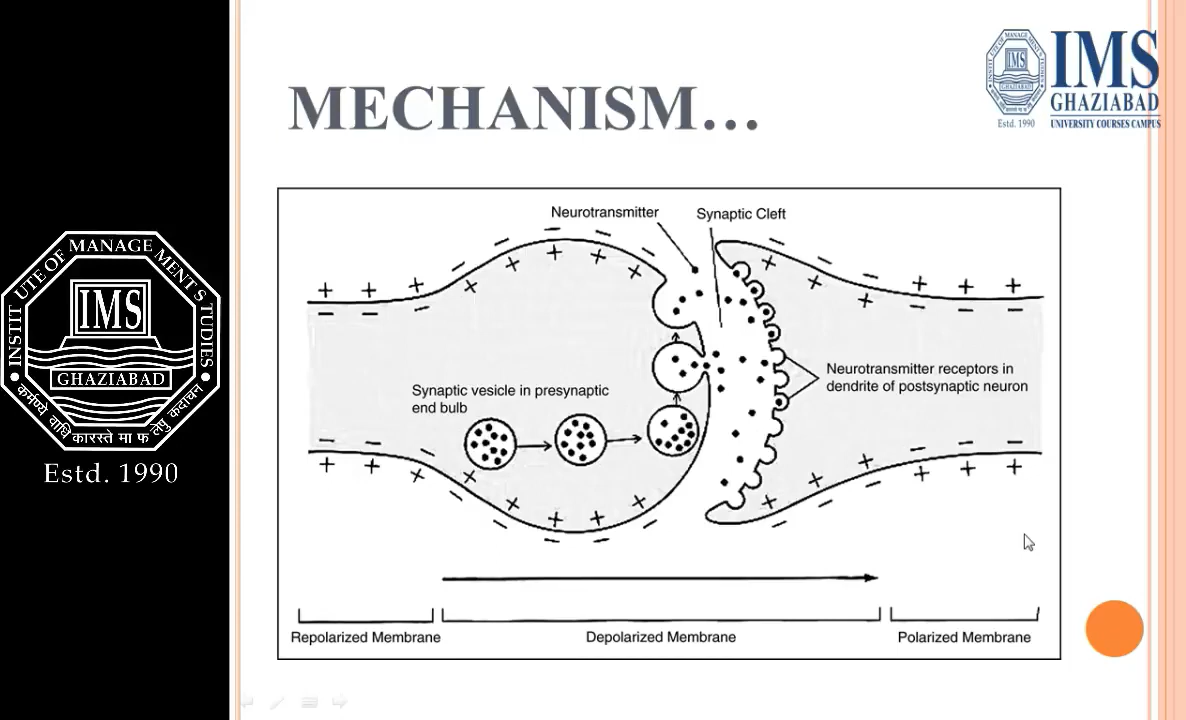 MECHANISM...
IMS
GHAZIABAD
Estd. 1990
UNIVERSITY COURSES CAMPUS
INSTITUTE OF MANAGEMENT STUDIES
IMS
GHAZIABAD
Estd. 1990
Neurotransmitter
Synaptic Cleft
Synaptic vesicle in presynaptic
end bulb
Neurotransmitter receptors in
dendrite of postsynaptic neuron
Repolarized Membrane
Depolarized Membrane
Polarized Membrane